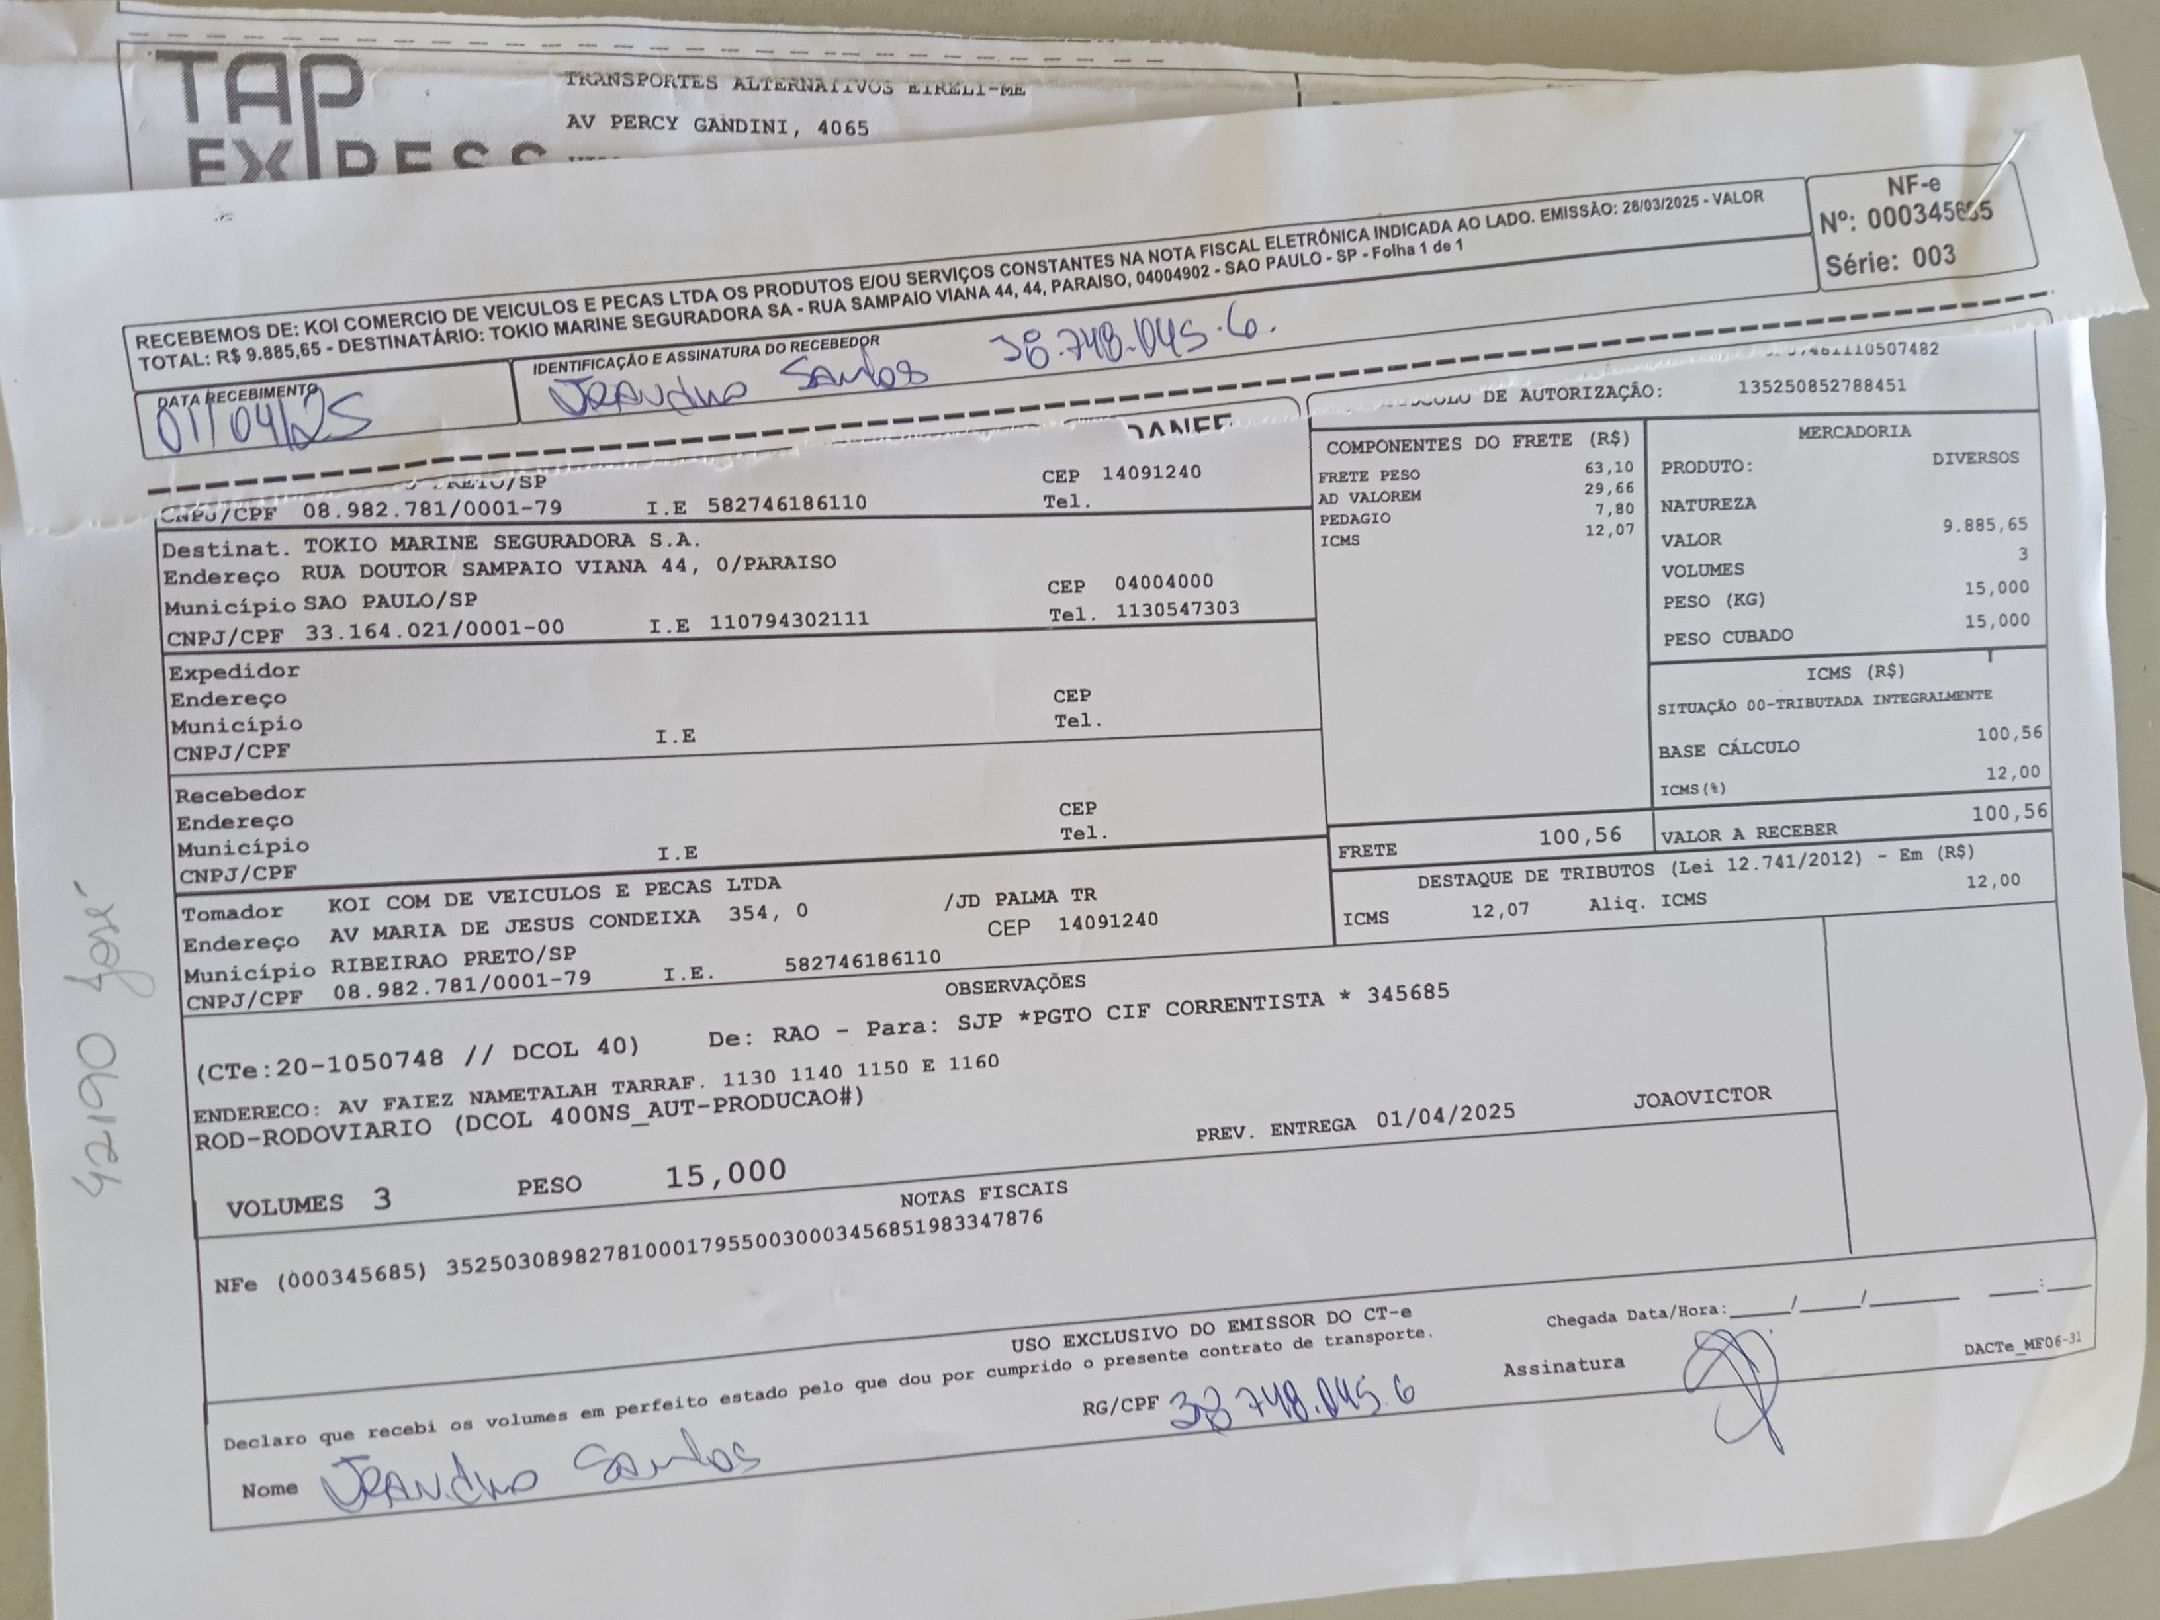 TAP
EXPRESS
TRANSPORTES ALTERNATIVOS EIRELI-ME
AV PERCY GANDINI, 4065
RECEBEMOS DE: KOI COMERCIO DE VEICULOS E PECAS LTDA OS PRODUTOS E/OU SERVIÇOS CONSTANTES NA NOTA FISCAL ELETRÔNICA INDICADA AO LADO. EMISSÃO: 28/03/2025 - VALOR
TOTAL: R$ 9.885,65 - DESTINATÁRIO: TOKIO MARINE SEGURADORA SA - RUA SAMPAIO VIANA 44, 44, PARAISO, 04004902 - SAO PAULO - SP - Folha 1 de 1
NF-e
Nº: 000345685
Série: 003
DATA RECEBIMENTO
01/04/25
IDENTIFICAÇÃO E ASSINATURA DO RECEBEDOR
Santos 38.748.045.6.
DANFE
DE AUTORIZAÇÃO: 135250852788451
PRETO/SP CEP 14091240
CNPJ/CPF 08.982.781/0001-79 I.E 582746186110 Tel.
Destinat. TOKIO MARINE SEGURADORA S.A.
Endereço RUA DOUTOR SAMPAIO VIANA 44, 0/PARAISO
Município SAO PAULO/SP CEP 04004000
CNPJ/CPF 33.164.021/0001-00 I.E 110794302111 Tel. 1130547303
Expedidor
Endereço
Município CEP
CNPJ/CPF I.E Tel.
Recebedor
Endereço
Município CEP
CNPJ/CPF I.E Tel.
Tomador KOI COM DE VEICULOS E PECAS LTDA
Endereço AV MARIA DE JESUS CONDEIXA 354, 0 /JD PALMA TR
Município RIBEIRAO PRETO/SP CEP 14091240
CNPJ/CPF 08.982.781/0001-79 I.E. 582746186110
COMPONENTES DO FRETE (R$)
FRETE PESO 63,10
AD VALOREM 29,66
PEDAGIO 7,80
ICMS 12,07
FRETE 100,56
MERCADORIA
PRODUTO: DIVERSOS
NATUREZA
VALOR 9.885,65
VOLUMES 3
PESO (KG) 15,000
PESO CUBADO 15,000
ICMS (R$)
SITUAÇÃO 00-TRIBUTADA INTEGRALMENTE
BASE CÁLCULO 100,56
ICMS(%) 12,00
VALOR A RECEBER 100,56
DESTAQUE DE TRIBUTOS (Lei 12.741/2012) - Em (R$)
ICMS 12,07 Aliq. ICMS 12,00
OBSERVAÇÕES
(CTe:20-1050748 // DCOL 40) De: RAO - Para: SJP *PGTO CIF CORRENTISTA * 345685
ENDERECO: AV FAIEZ NAMETALAH TARRAF. 1130 1140 1150 E 1160
ROD-RODOVIARIO (DCOL 400NS_AUT-PRODUCAO#)
PREV. ENTREGA 01/04/2025 JOAOVICTOR
VOLUMES 3 PESO 15,000
NOTAS FISCAIS
NFe (000345685) 35250308982781000179550030003456851983347876
USO EXCLUSIVO DO EMISSOR DO CT-e
Declaro que recebi os volumes em perfeito estado pelo que dou por cumprido o presente contrato de transporte.
Chegada Data/Hora:_____/_____/________ ___:____
Nome Santos RG/CPF 38 748.045.6 Assinatura
DACTe_MF06-31
42190 José